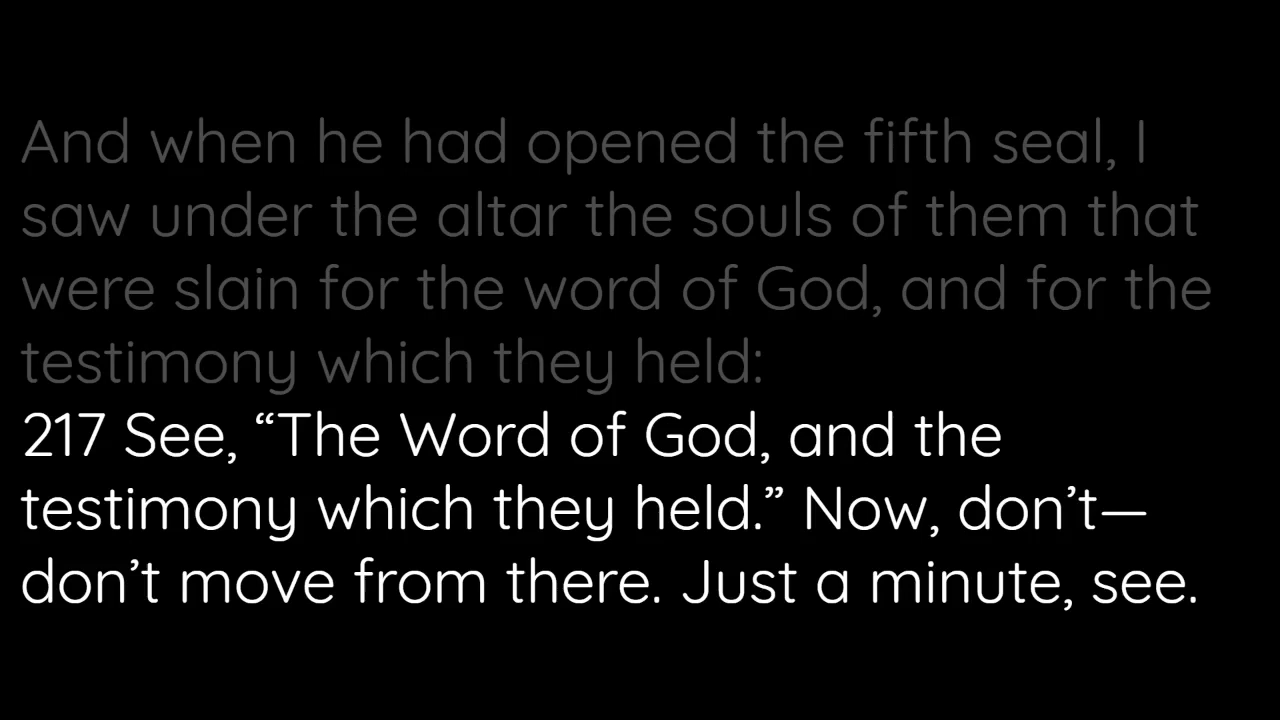 And when he had opened the fifth seal, I
saw under the altar the souls of them that
were slain for the word of God, and for the
testimony which they held:
217 See, “The Word of God, and the
testimony which they held.” Now, don’t—
don’t move from there. Just a minute, see.